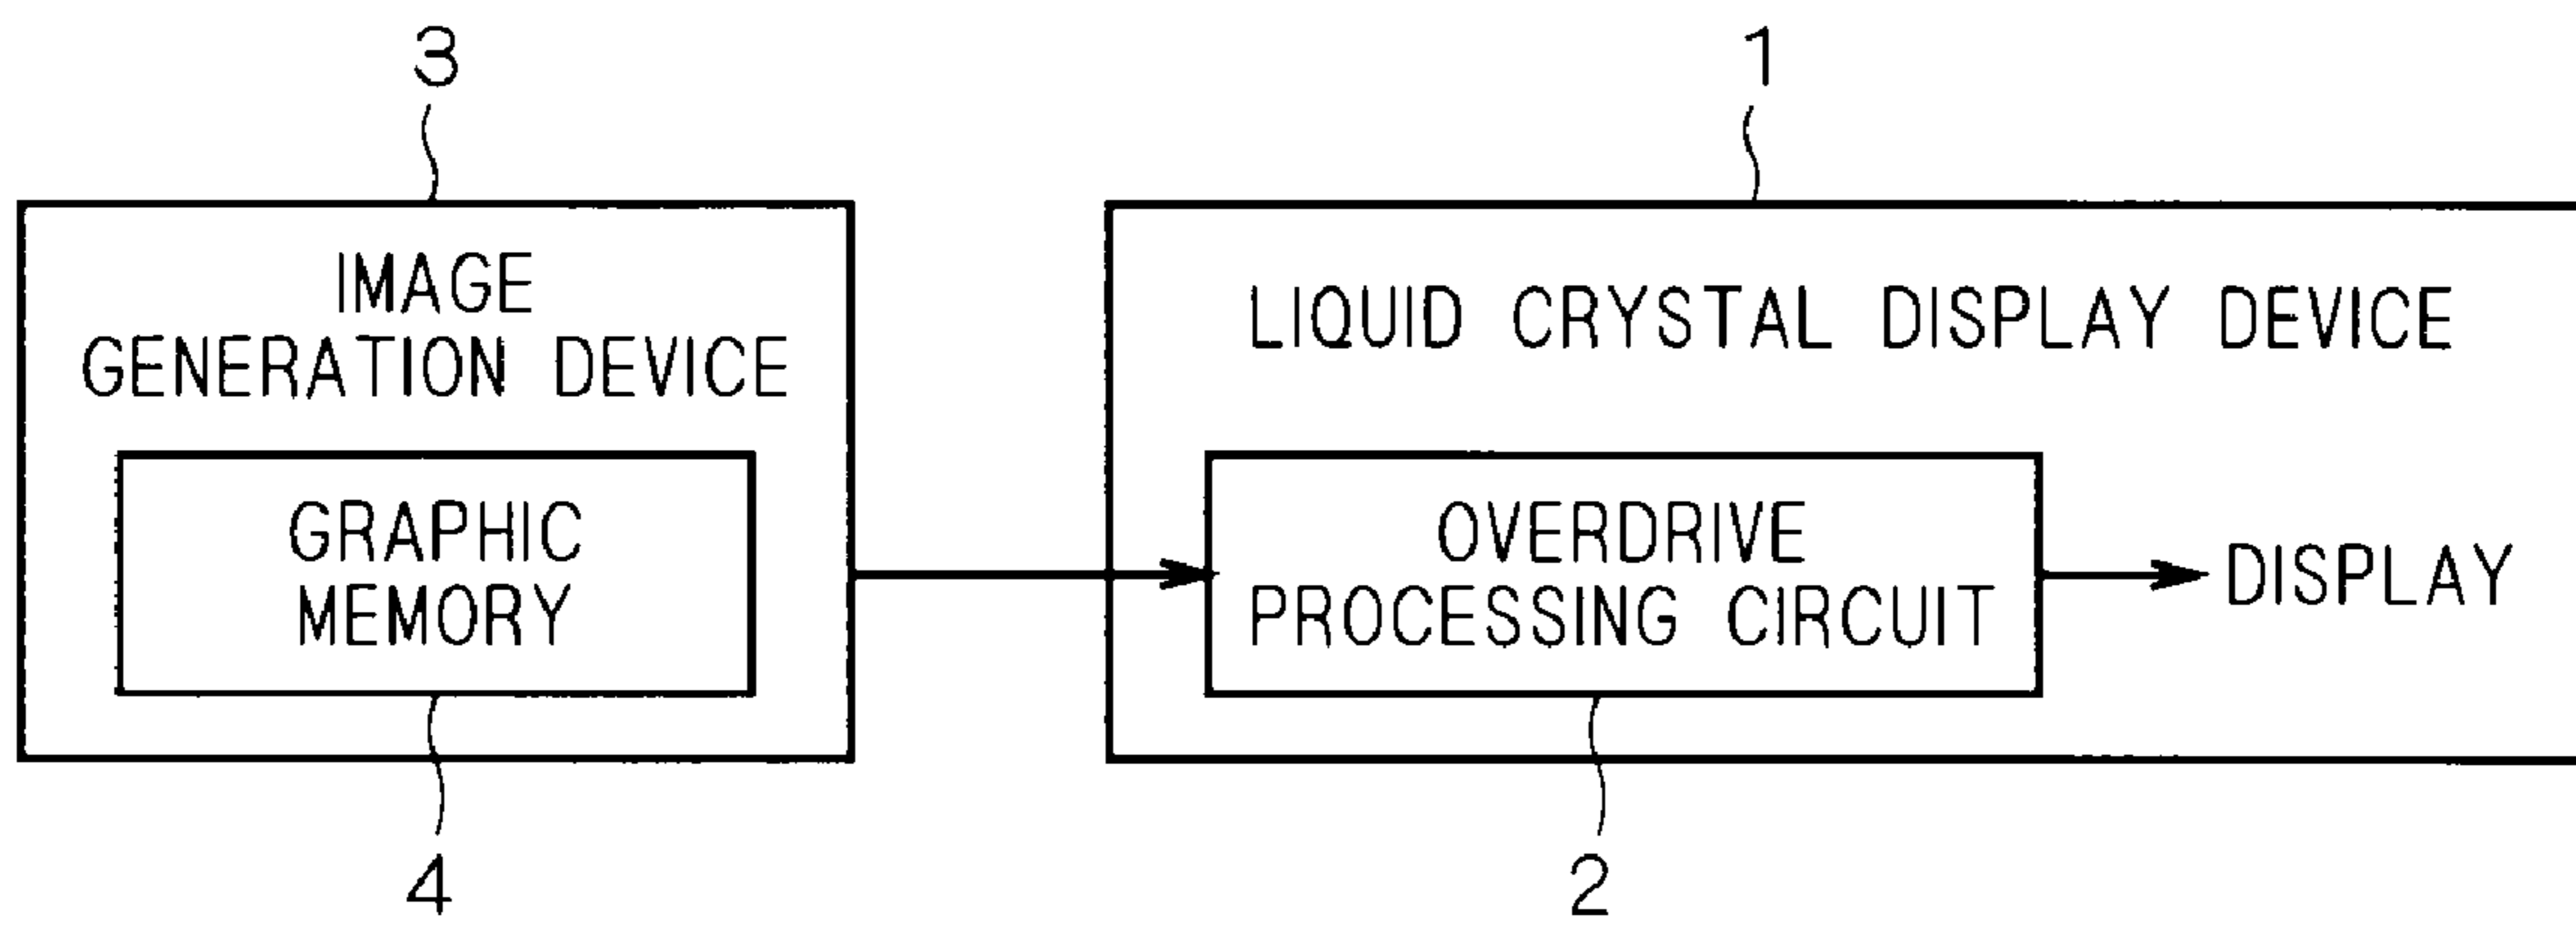 3
IMAGE
GENERATION DEVICE
GRAPHIC
MEMORY
4
1
LIQUID CRYSTAL DISPLAY DEVICE
OVERDRIVE
PROCESSING CIRCUIT
DISPLAY
2